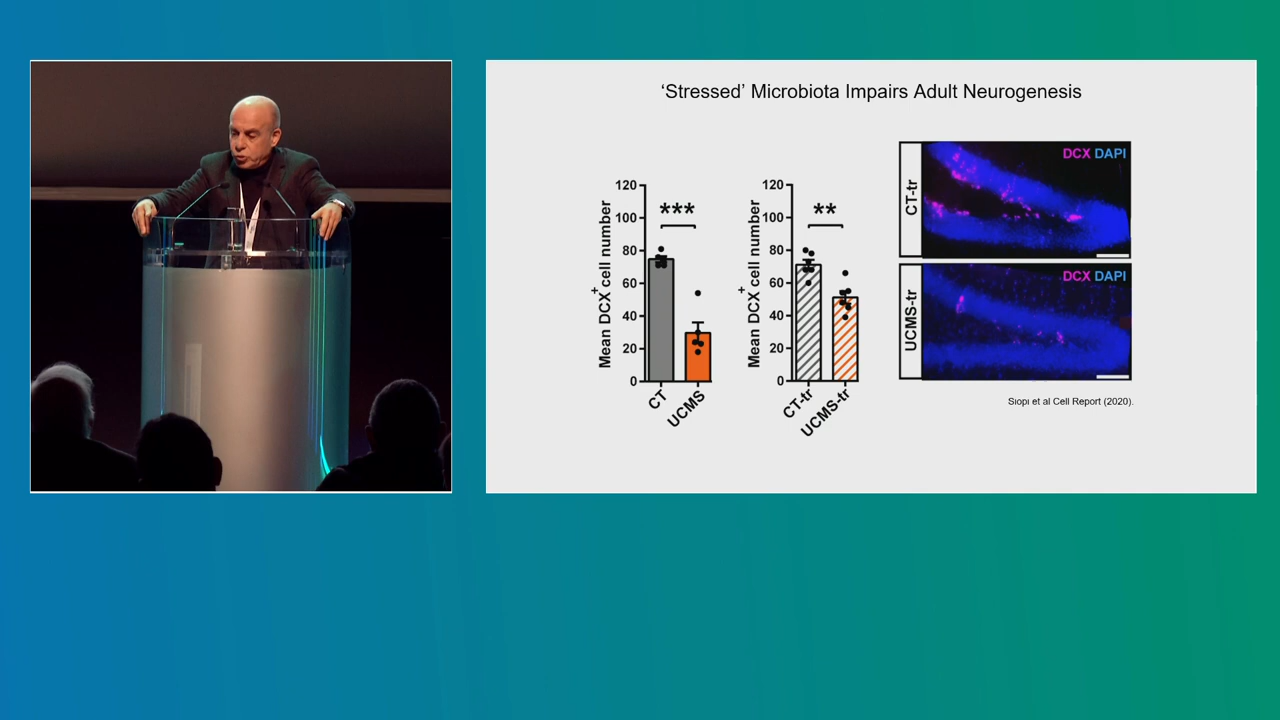 ‘Stressed’ Microbiota Impairs Adult Neurogenesis
Mean DCX+ cell number
120
100
80
60
40
20
0
***
CT
UCMS
Mean DCX+ cell number
120
100
80
60
40
20
0
**
CT-tr
UCMS-tr
CT-tr
DCX DAPI
UCMS-tr
DCX DAPI
Siopi et al Cell Report (2020).